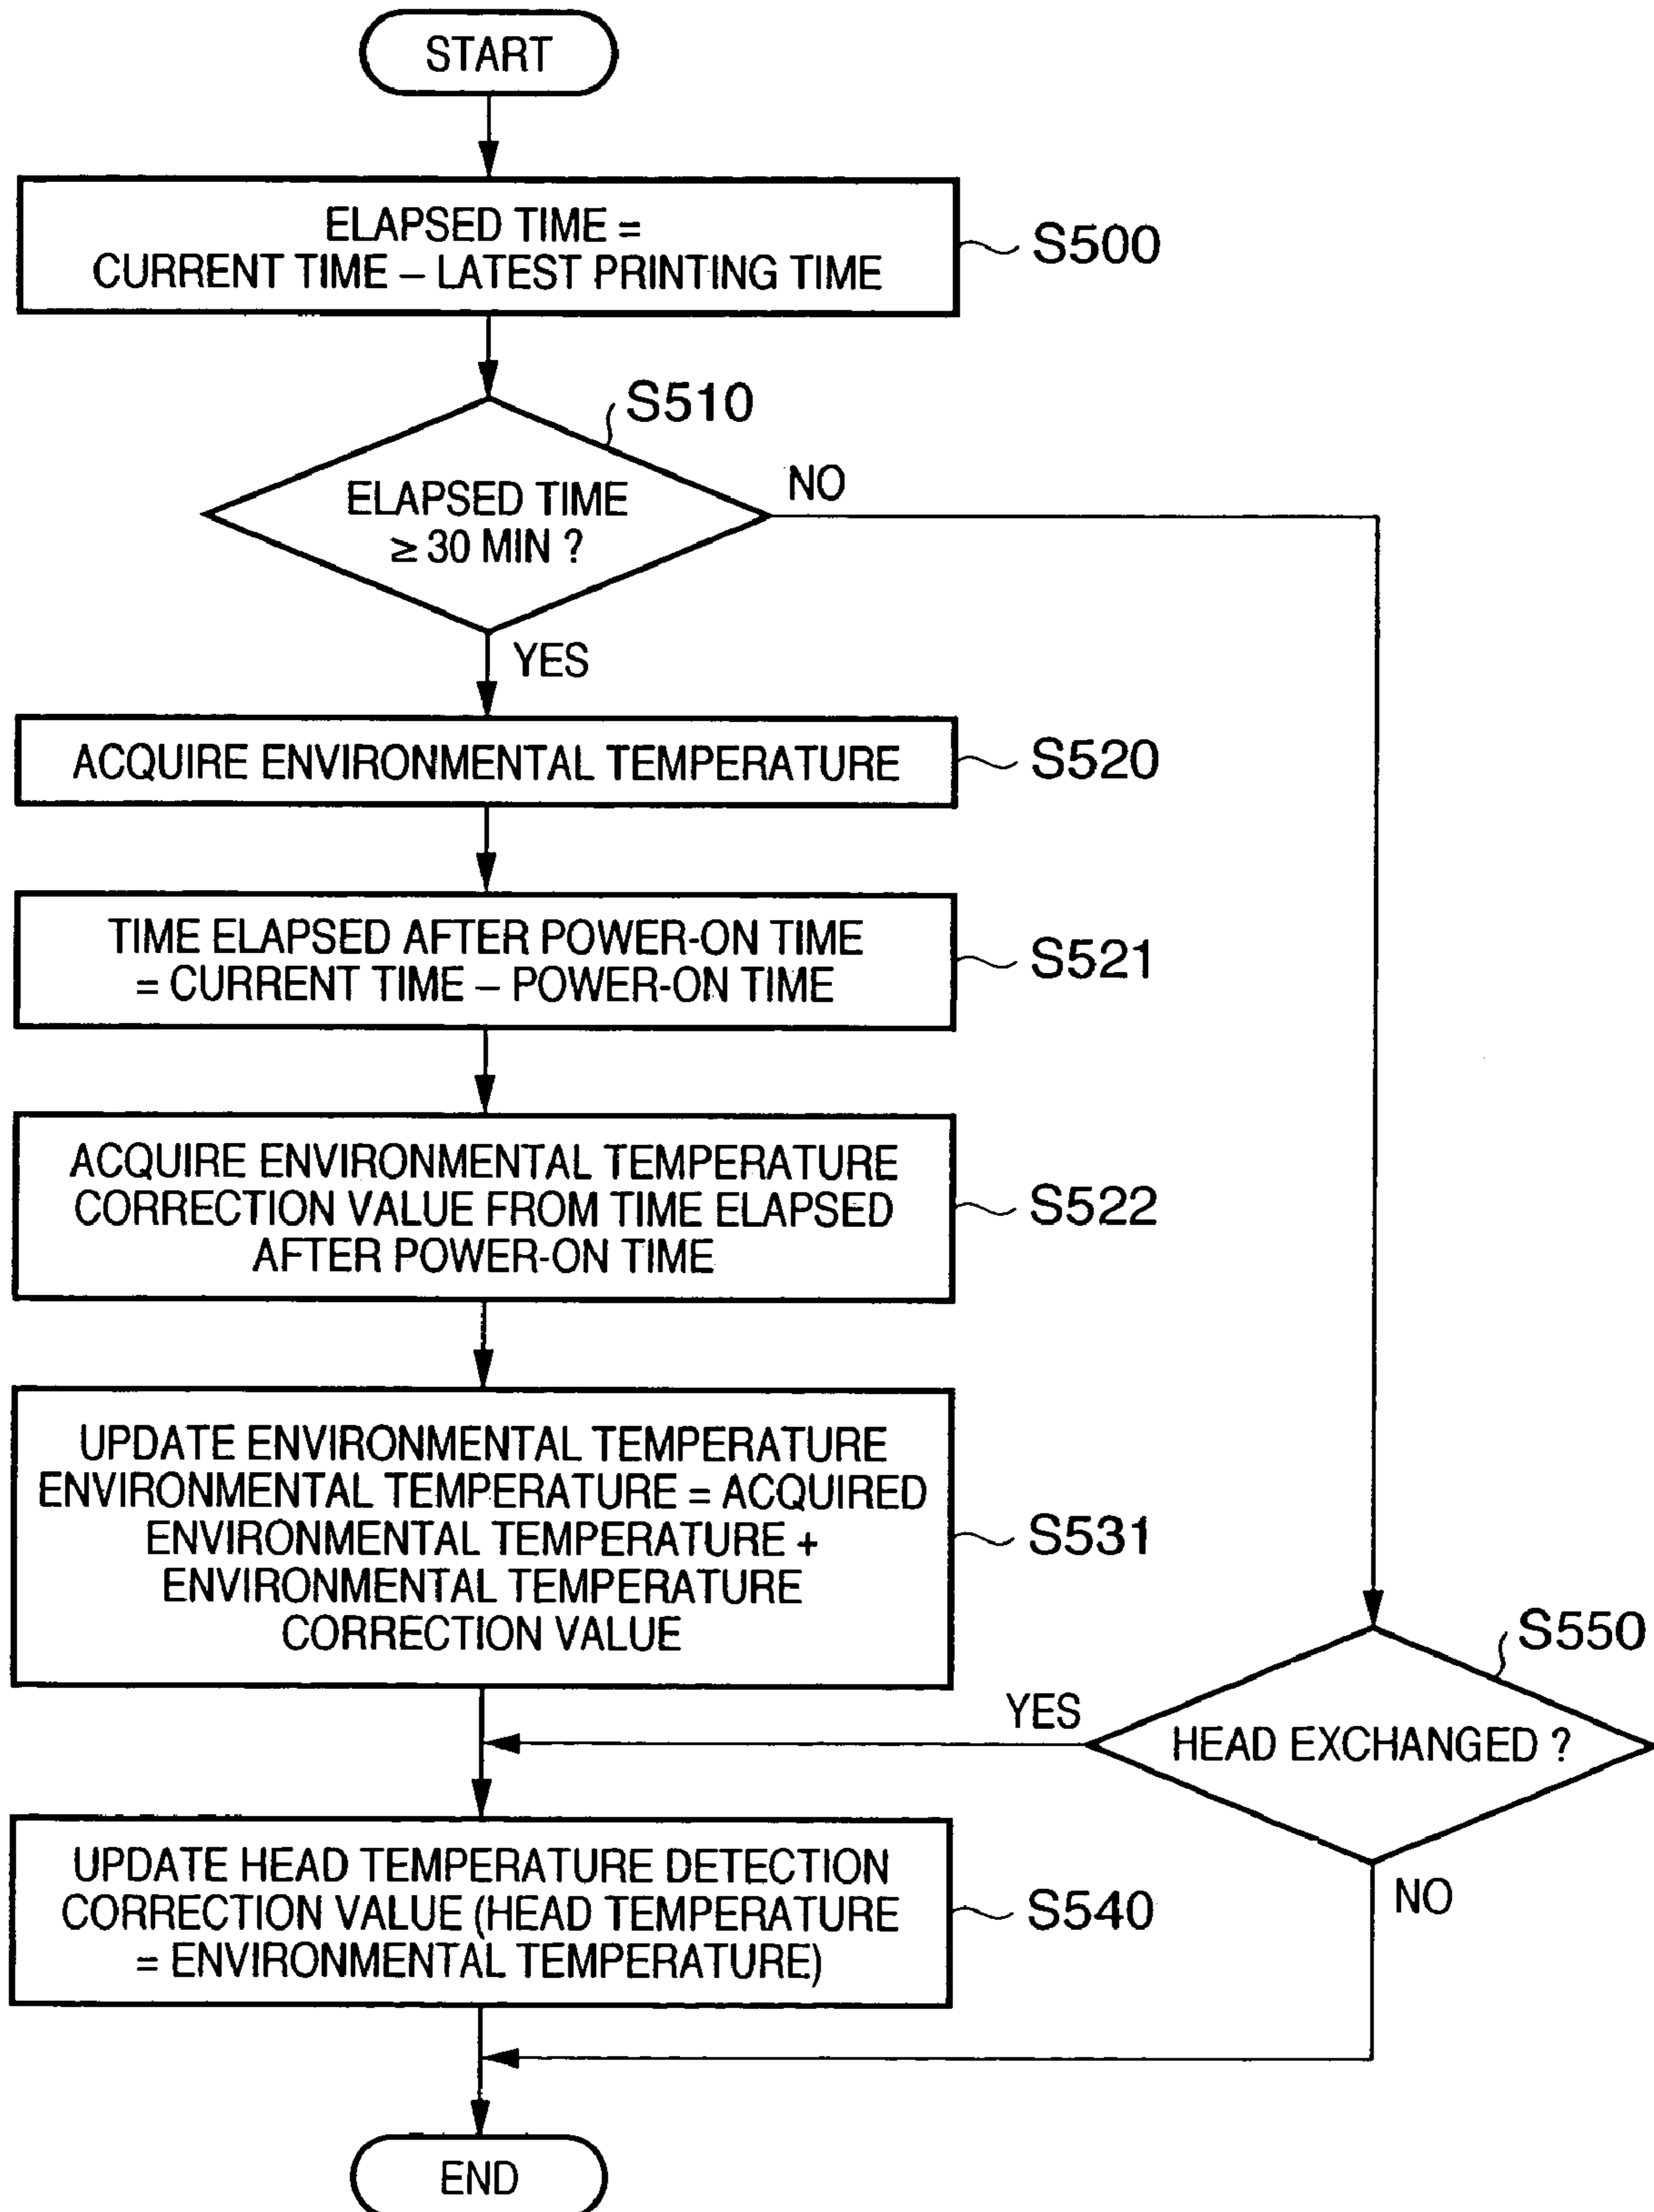 START
ELAPSED TIME =
CURRENT TIME – LATEST PRINTING TIME
S500
S510
ELAPSED TIME
≥ 30 MIN ?
NO
YES
ACQUIRE ENVIRONMENTAL TEMPERATURE
S520
TIME ELAPSED AFTER POWER-ON TIME
= CURRENT TIME – POWER-ON TIME
S521
ACQUIRE ENVIRONMENTAL TEMPERATURE
CORRECTION VALUE FROM TIME ELAPSED
AFTER POWER-ON TIME
S522
UPDATE ENVIRONMENTAL TEMPERATURE
ENVIRONMENTAL TEMPERATURE = ACQUIRED
ENVIRONMENTAL TEMPERATURE +
ENVIRONMENTAL TEMPERATURE
CORRECTION VALUE
S531
S550
HEAD EXCHANGED ?
YES
NO
UPDATE HEAD TEMPERATURE DETECTION
CORRECTION VALUE (HEAD TEMPERATURE
= ENVIRONMENTAL TEMPERATURE)
S540
END